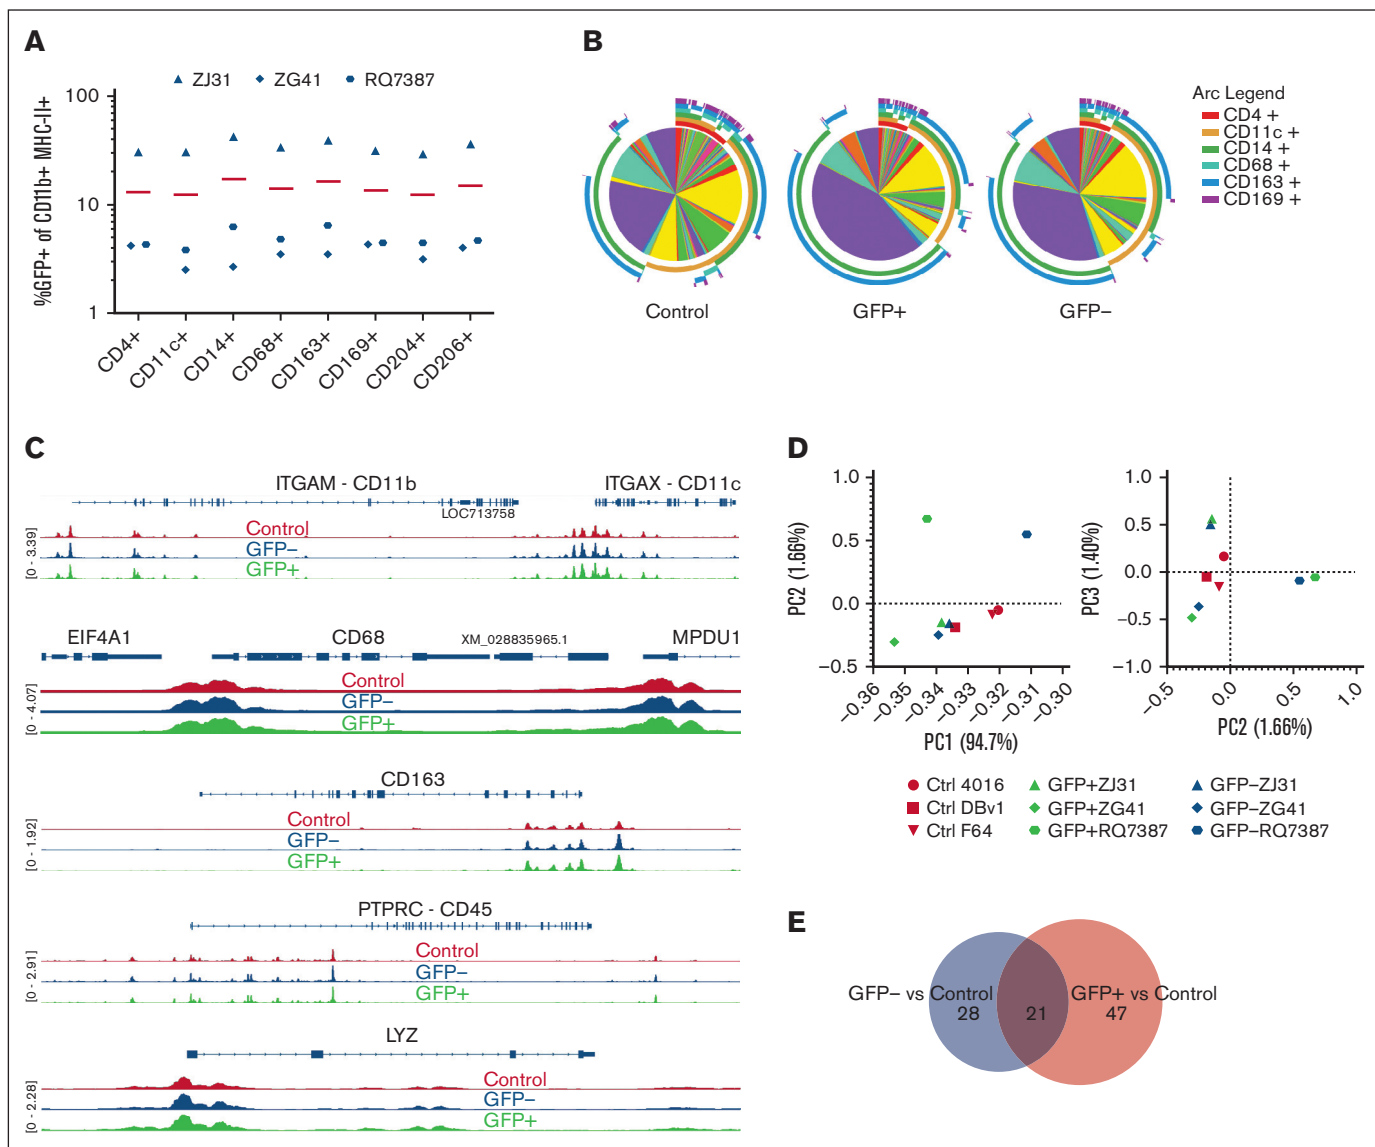 A
ZJ31 ZG41 RQ7387
%GFP+ of CD11b+ MHC-II+
100
10
1
CD4+
CD11c+
CD14+
CD68+
CD163+
CD169+
CD204+
CD206+
B
Control
GFP+
GFP−
Arc Legend
CD4 +
CD11c +
CD14 +
CD68 +
CD163 +
CD169 +
C
ITGAM - CD11b
ITGAX - CD11c
LOC713758
[0 - 3.39]
Control
GFP−
GFP+
EIF4A1
CD68
XM_028835965.1
MPDU1
[0 - 4.07]
Control
GFP−
GFP+
CD163
[0 - 1.92]
Control
GFP−
GFP+
PTPRC - CD45
[0 - 2.91]
Control
GFP−
GFP+
LYZ
[0 - 2.28]
Control
GFP−
GFP+
D
PC2 (1.66%)
1.0
0.5
0.0
−0.5
−0.36
−0.35
−0.34
−0.33
−0.32
−0.31
−0.30
PC1 (94.7%)
PC3 (1.40%)
1.0
0.5
0.0
−0.5
−1.0
−0.5
0.0
0.5
1.0
PC2 (1.66%)
Ctrl 4016 GFP+ZJ31 GFP−ZJ31
Ctrl DBv1 GFP+ZG41 GFP−ZG41
Ctrl F64 GFP+RQ7387 GFP−RQ7387
E
GFP− vs Control
28
21
GFP+ vs Control
47